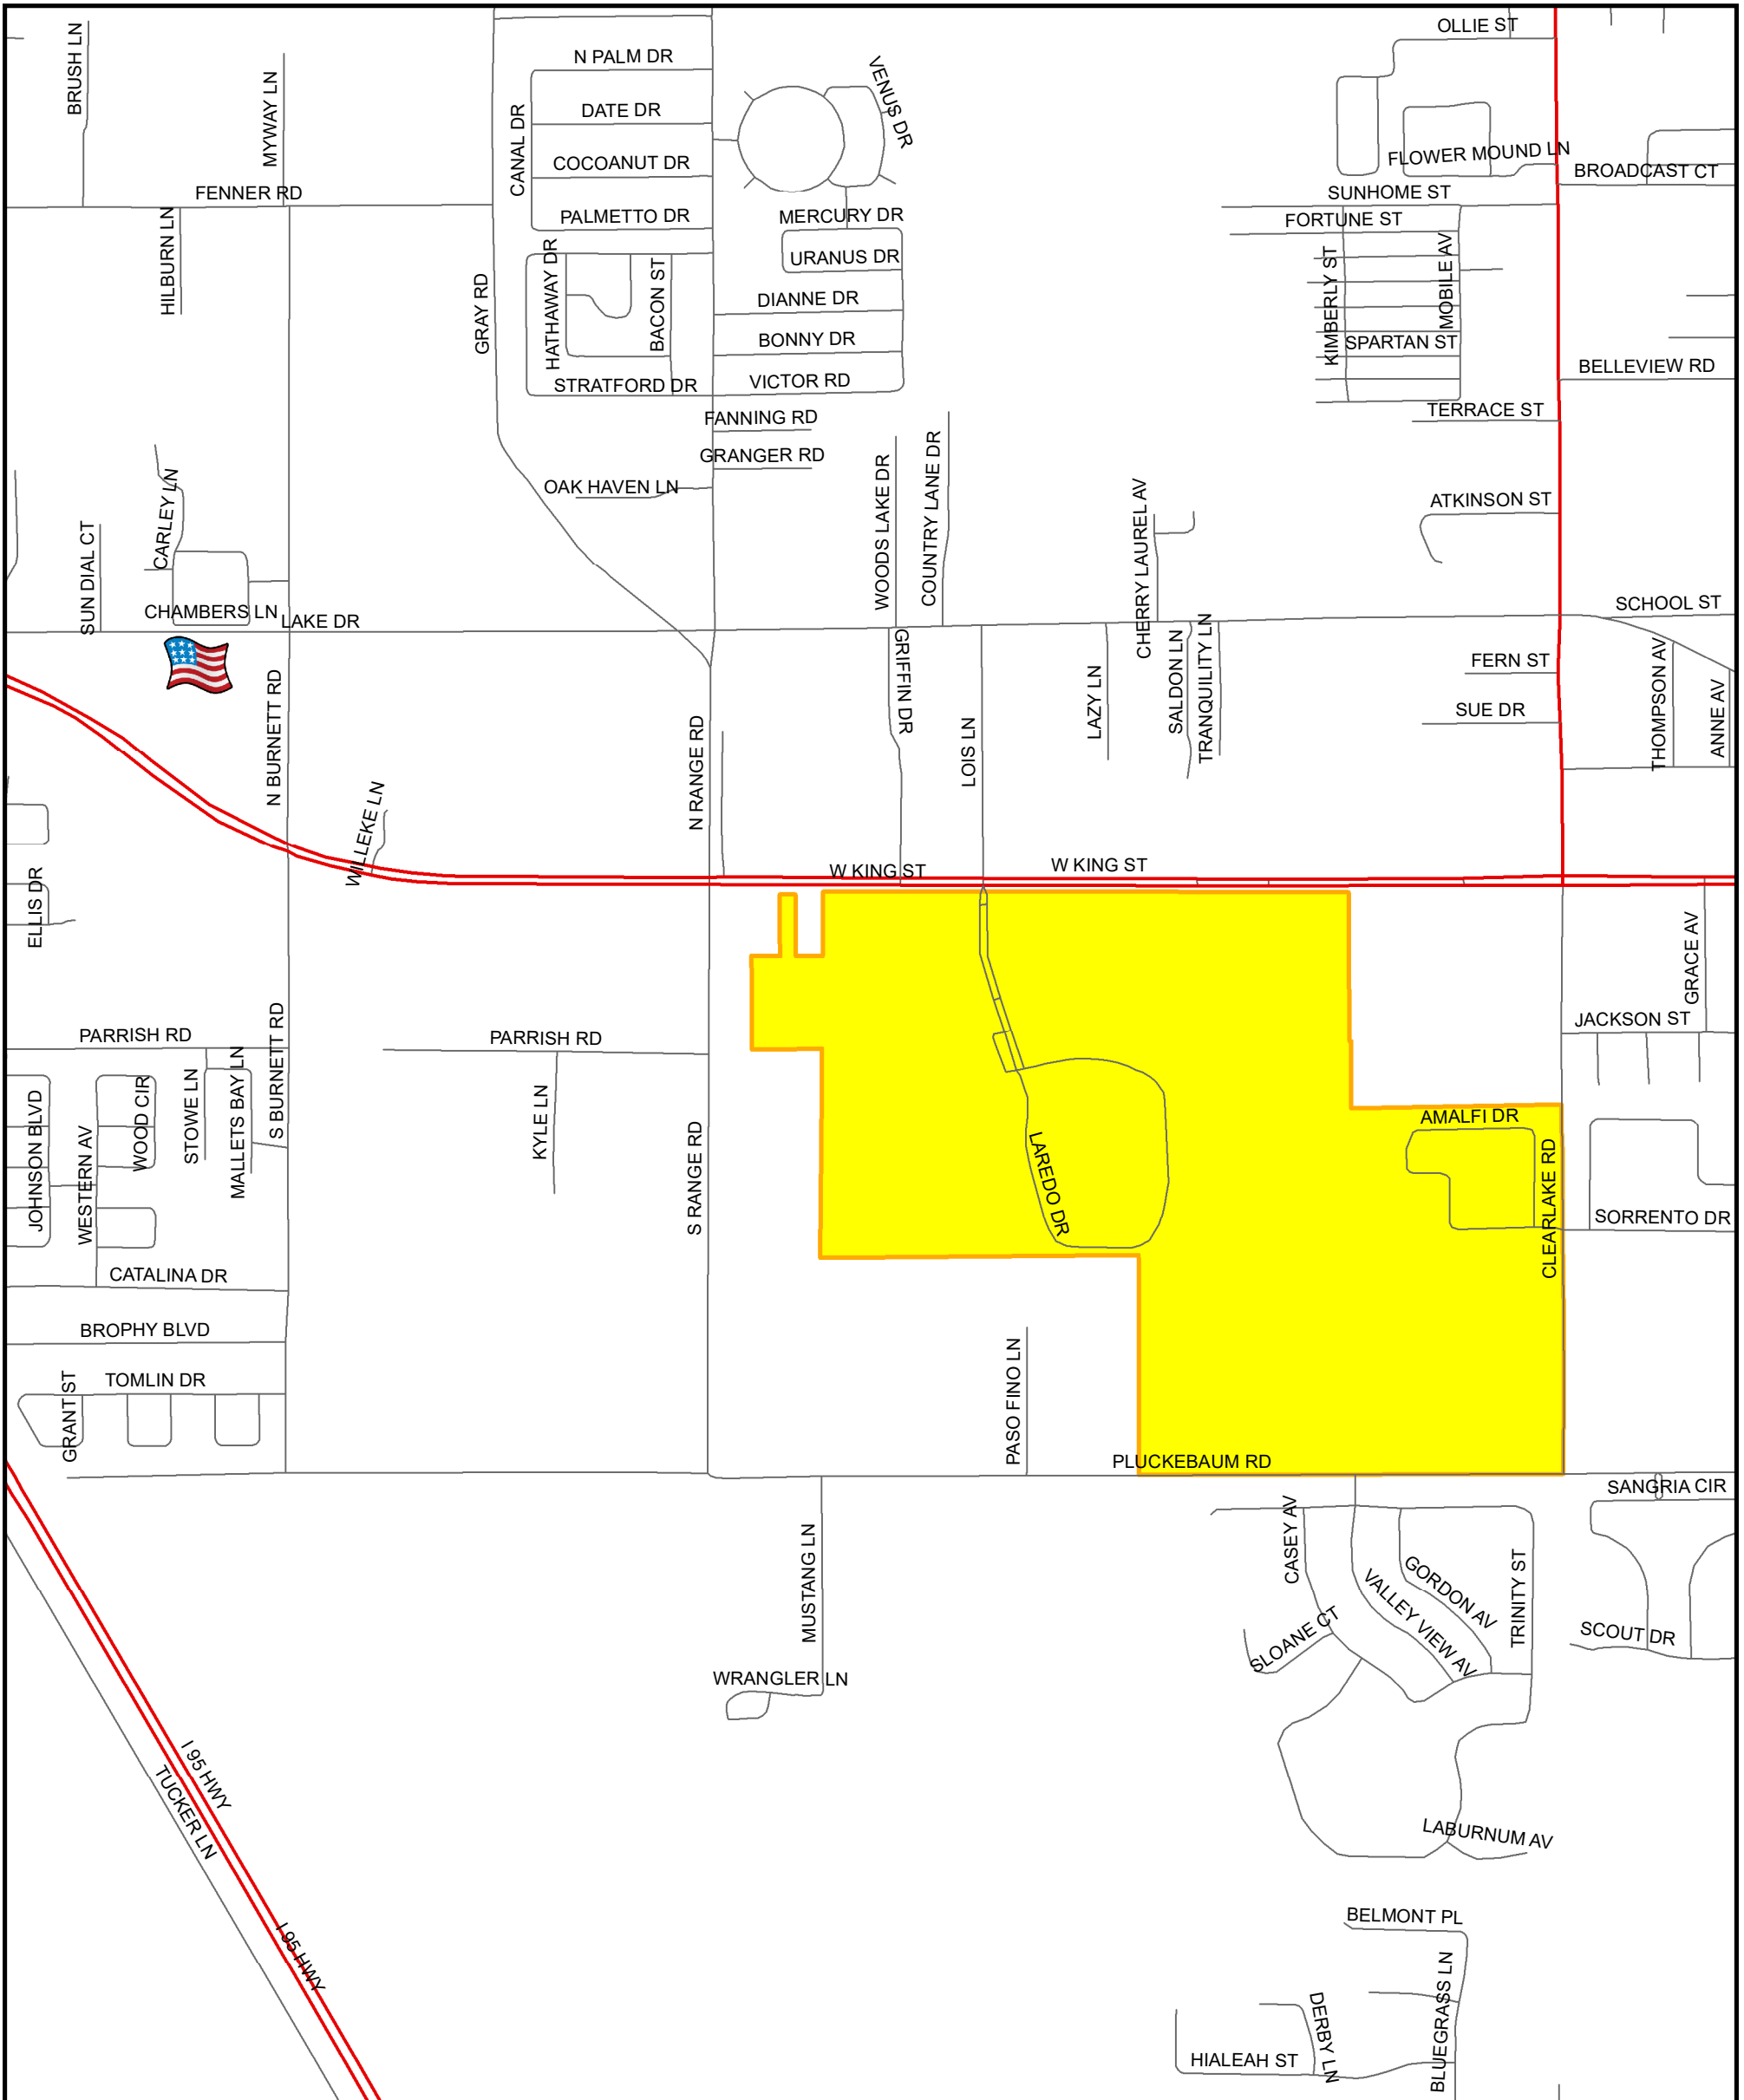 OLLIE ST
BRUSH LN
N PALM DR
VENUS DR
MYWAY LN
DATE DR
CANAL DR
COCOANUT DR
FLOWER MOUND LN
BROADCAST CT
FENNER RD
SUNHOME ST
PALMETTO DR
MERCURY DR
FORTUNE ST
HILBURN LN
URANUS DR
HATHAWAY DR
BACON ST
GRAY RD
KIMBERLY ST
MOBILE AV
DIANNE DR
BONNY DR
SPARTAN ST
BELLEVIEW RD
STRATFORD DR
VICTOR RD
TERRACE ST
FANNING RD
GRANGER RD
OAK HAVEN LN
WOODS LAKE DR
COUNTRY LANE DR
ATKINSON ST
CARLEY LN
SUN DIAL CT
CHERRY LAUREL AV
SCHOOL ST
CHAMBERS LN
LAKE DR
GRIFFIN DR
FERN ST
SALDON LN
TRANQUILITY LN
LAZY LN
THOMPSON AV
ANNE AV
SUE DR
N BURNETT RD
N RANGE RD
LOIS LN
WILLEKE LN
W KING ST
W KING ST
ELLIS DR
GRACE AV
JACKSON ST
PARRISH RD
PARRISH RD
S BURNETT RD
AMALFI DR
WOOD CIR
STOWE LN
MALLETS BAY LN
KYLE LN
JOHNSON BLVD
WESTERN AV
S RANGE RD
LAREDO DR
CLEARLAKE RD
SORRENTO DR
CATALINA DR
BROPHY BLVD
TOMLIN DR
GRANT ST
PASO FINO LN
PLUCKEBAUM RD
SANGRIA CIR
CASEY AV
MUSTANG LN
GORDON AV
VALLEY VIEW AV
TRINITY ST
SLOANE CT
SCOUT DR
WRANGLER LN
I 95 HWY
TUCKER LN
LABURNUM AV
I 95 HWY
BELMONT PL
BLUEGRASS LN
DERBY LN
HIALEAH ST